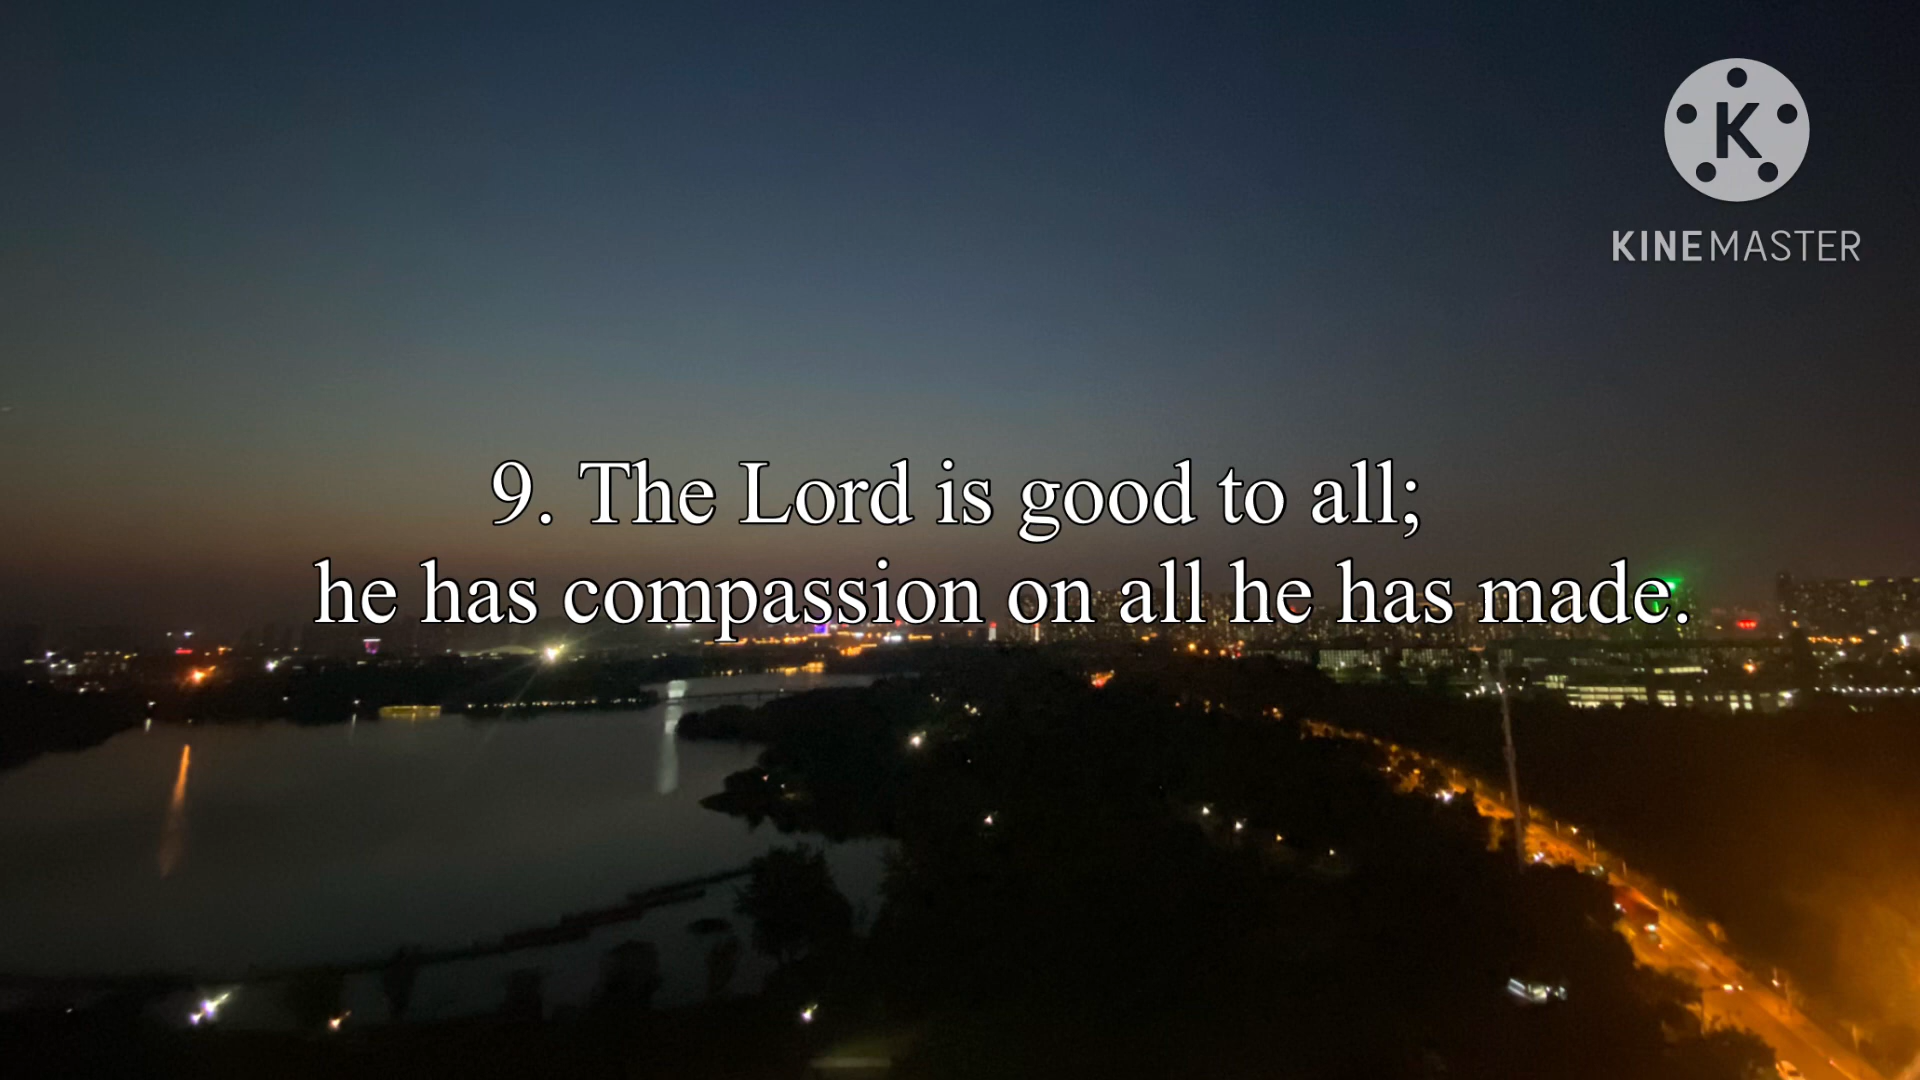 K
KINEMASTER
9. The Lord is good to all;
he has compassion on all he has made.